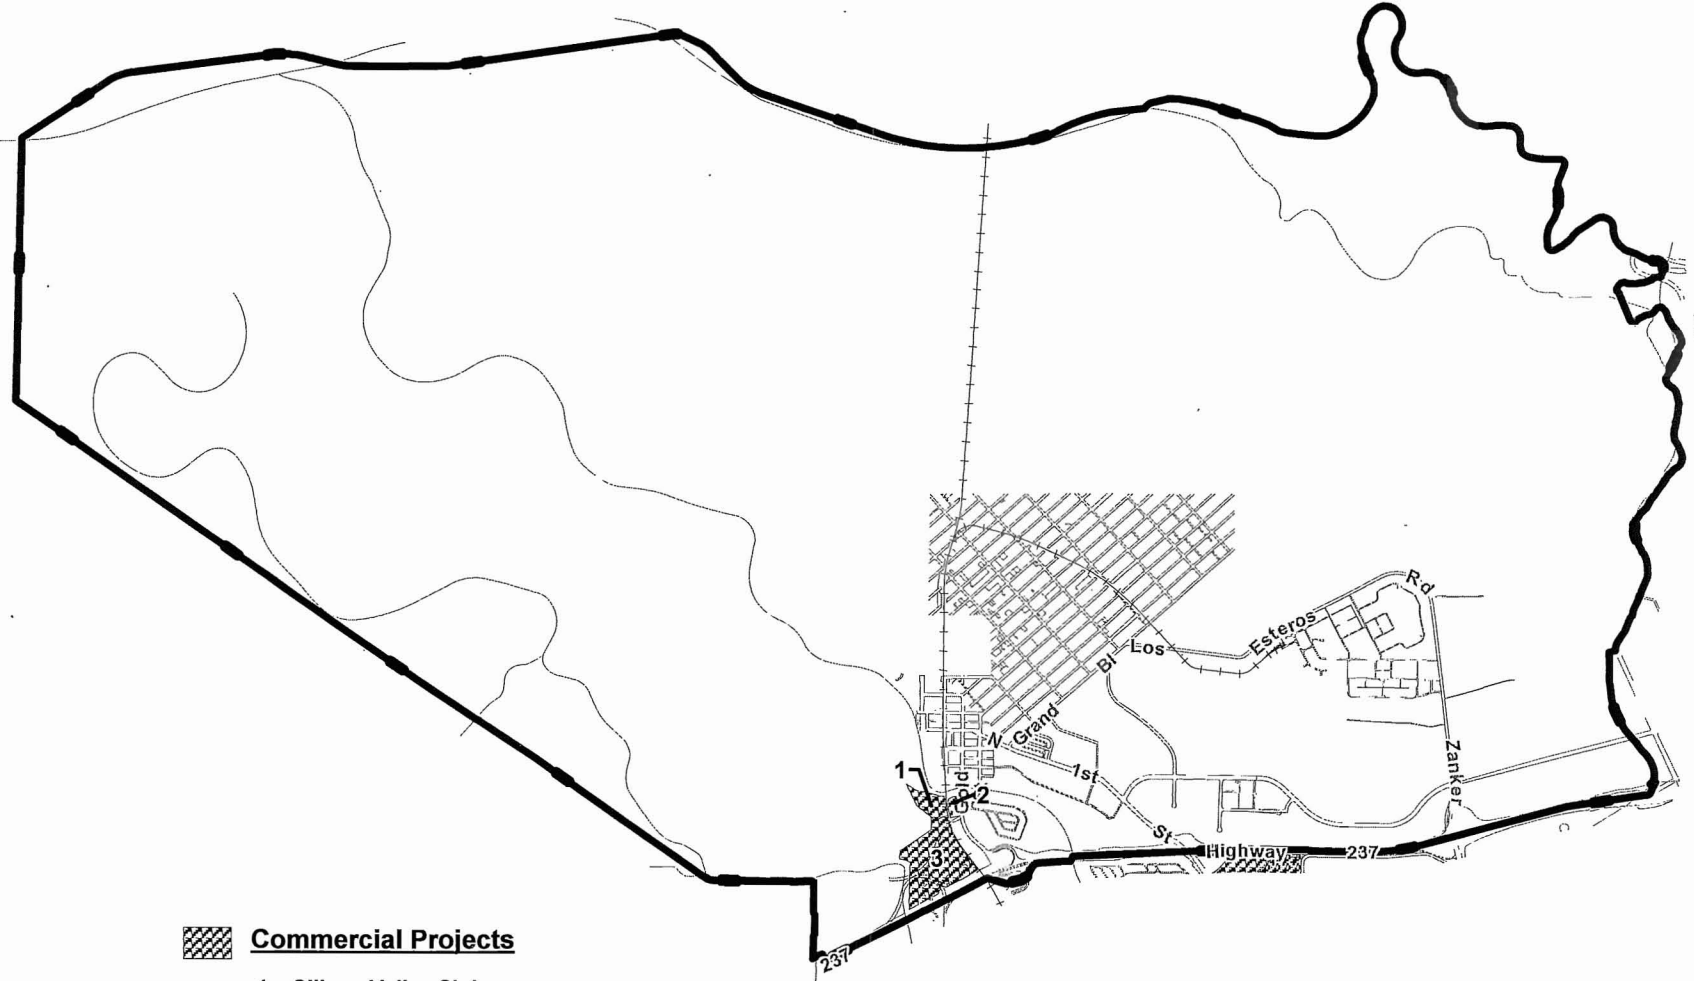 Rd
Esteros
Los
Bl
Grand
N
1st
Zanker
1
Gold
2
St
3
Highway
237
237
Commercial Projects